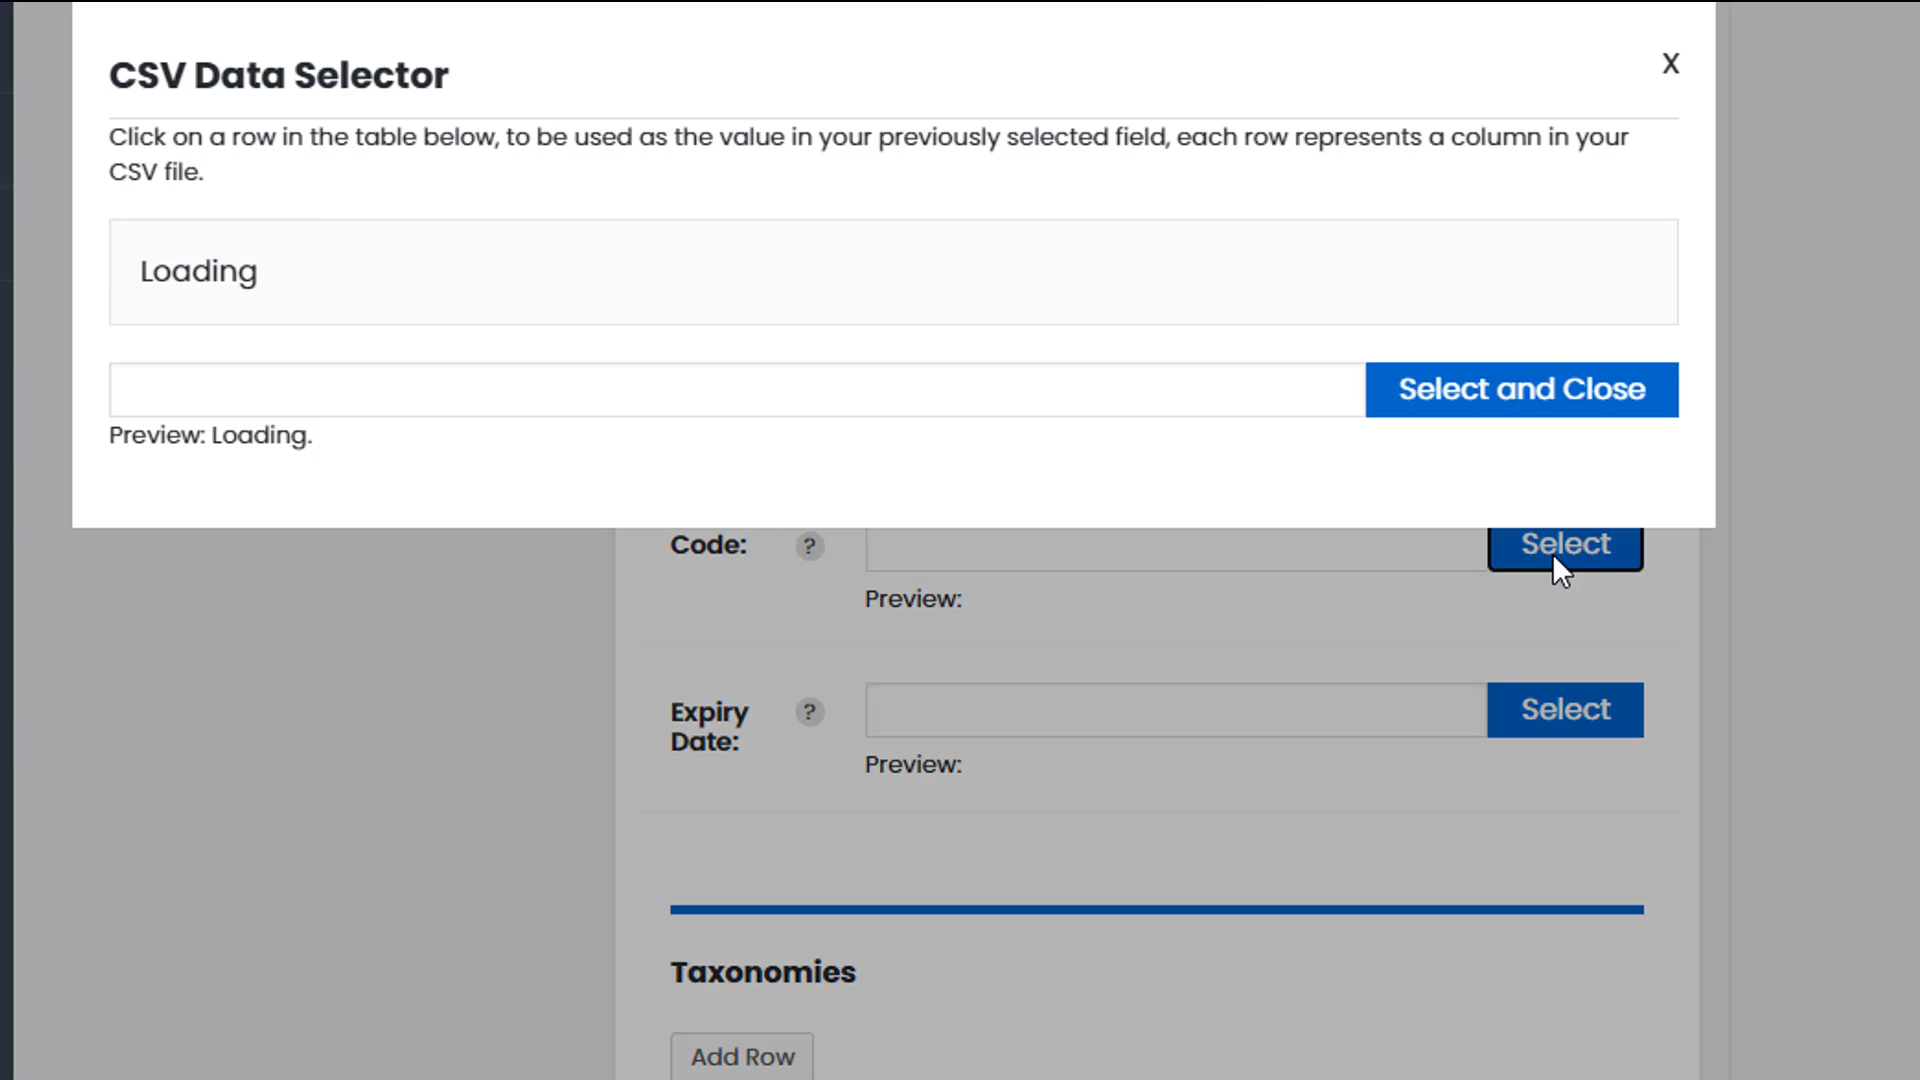 CSV Data Selector
X
Click on a row in the table below, to be used as the value in your previously selected field, each row represents a column in your
CSV file.
Loading
Select and Close
Preview: Loading.
Code:
?
Select
Preview:
Expiry
Date:
?
Select
Preview:
Taxonomies
Add Row